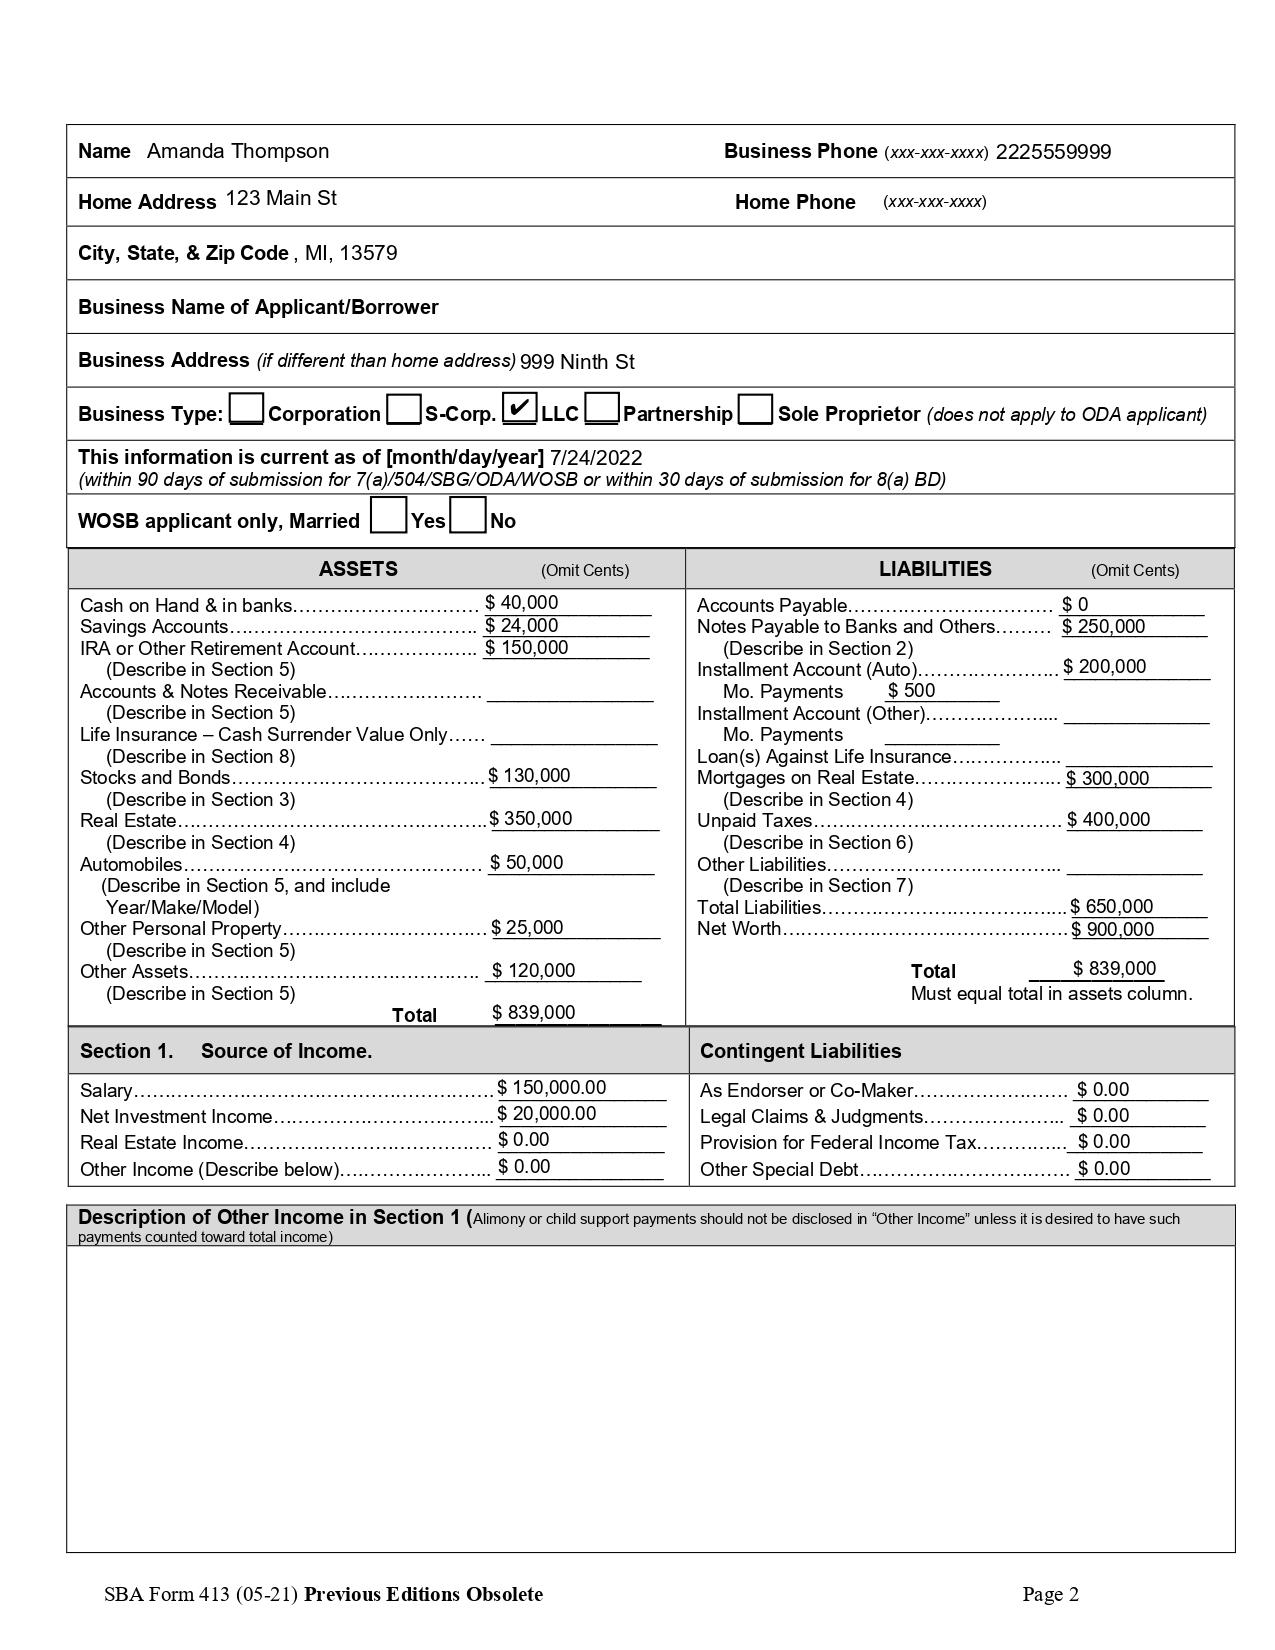 Name Amanda Thompson Business Phone (xxx-xxx-xxxx) 2225559999
Home Address 123 Main St Home Phone (xxx-xxx-xxxx)
City, State, & Zip Code , MI, 13579
Business Name of Applicant/Borrower
Business Address (if different than home address) 999 Ninth St
Business Type: Corporation S-Corp. ✔ LLC Partnership Sole Proprietor (does not apply to ODA applicant)
This information is current as of [month/day/year] 7/24/2022
(within 90 days of submission for 7(a)/504/SBG/ODA/WOSB or within 30 days of submission for 8(a) BD)
WOSB applicant only, Married Yes No
ASSETS (Omit Cents)
Cash on Hand & in banks…………………………… $ 40,000
Savings Accounts…………………………………….. $ 24,000
IRA or Other Retirement Account………………….. $ 150,000
(Describe in Section 5)
Accounts & Notes Receivable……………………….
(Describe in Section 5)
Life Insurance – Cash Surrender Value Only……
(Describe in Section 8)
Stocks and Bonds…………………………………….. $ 130,000
(Describe in Section 3)
Real Estate…………………………………………….. $ 350,000
(Describe in Section 4)
Automobiles…………………………………………… $ 50,000
(Describe in Section 5, and include
Year/Make/Model)
Other Personal Property…………………………….. $ 25,000
(Describe in Section 5)
Other Assets………………………………………….. $ 120,000
(Describe in Section 5)
Total $ 839,000
LIABILITIES (Omit Cents)
Accounts Payable……………………………… $ 0
Notes Payable to Banks and Others……… $ 250,000
(Describe in Section 2)
Installment Account (Auto)…………………….. $ 200,000
Mo. Payments $ 500
Installment Account (Other)…………………....
Mo. Payments
Loan(s) Against Life Insurance………………..
Mortgages on Real Estate…………………….. $ 300,000
(Describe in Section 4)
Unpaid Taxes……………………………………. $ 400,000
(Describe in Section 6)
Other Liabilities…………………………………..
(Describe in Section 7)
Total Liabilities…………………………………... $ 650,000
Net Worth………………………………………… $ 900,000
Total $ 839,000
Must equal total in assets column.
Section 1. Source of Income.
Salary…………………………………………………. $ 150,000.00
Net Investment Income……………………………... $ 20,000.00
Real Estate Income……………………………………. $ 0.00
Other Income (Describe below)…………………….. $ 0.00
Contingent Liabilities
As Endorser or Co-Maker……………………. $ 0.00
Legal Claims & Judgments………………….. $ 0.00
Provision for Federal Income Tax…………... $ 0.00
Other Special Debt……………………………. $ 0.00
Description of Other Income in Section 1 (Alimony or child support payments should not be disclosed in “Other Income” unless it is desired to have such
payments counted toward total income)
SBA Form 413 (05-21) Previous Editions Obsolete Page 2